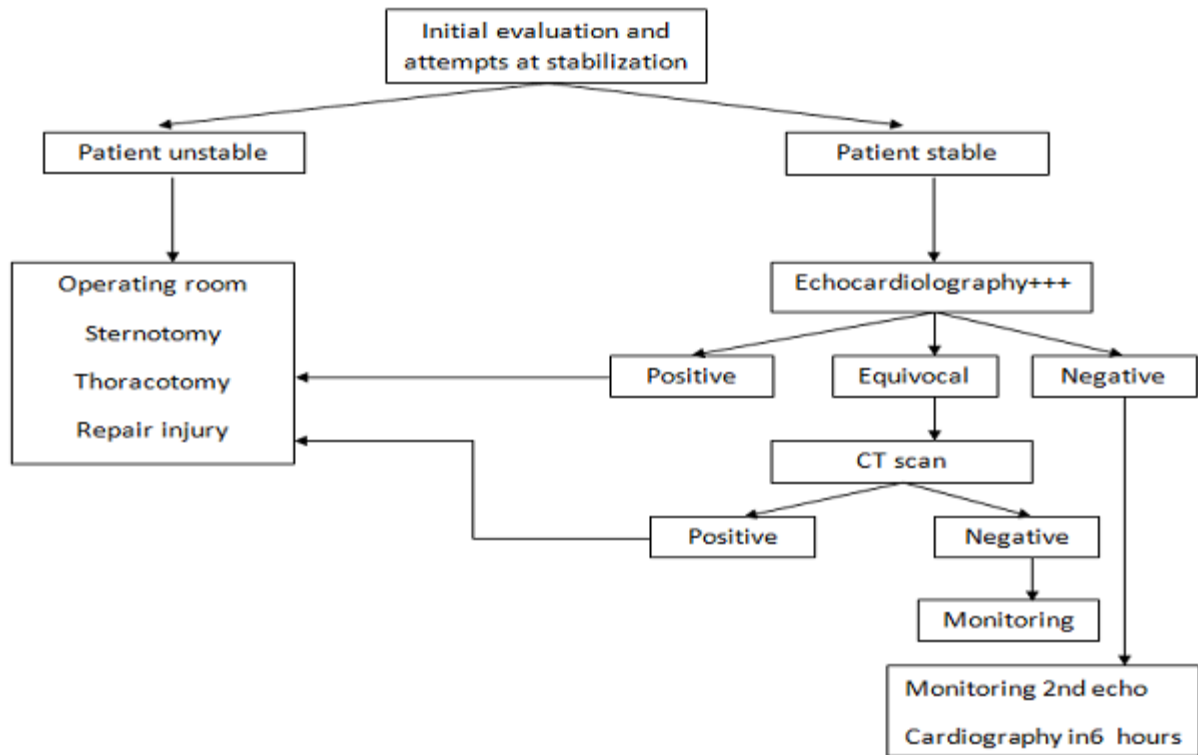 Initial evaluation and
attempts at stabilization
Patient unstable
Patient stable
Operating room
Sternotomy
Thoracotomy
Repair injury
Echocardiology+++
Positive
Equivocal
Negative
CT scan
Positive
Negative
Monitoring
Monitoring 2nd echo
Cardiography in6 hours